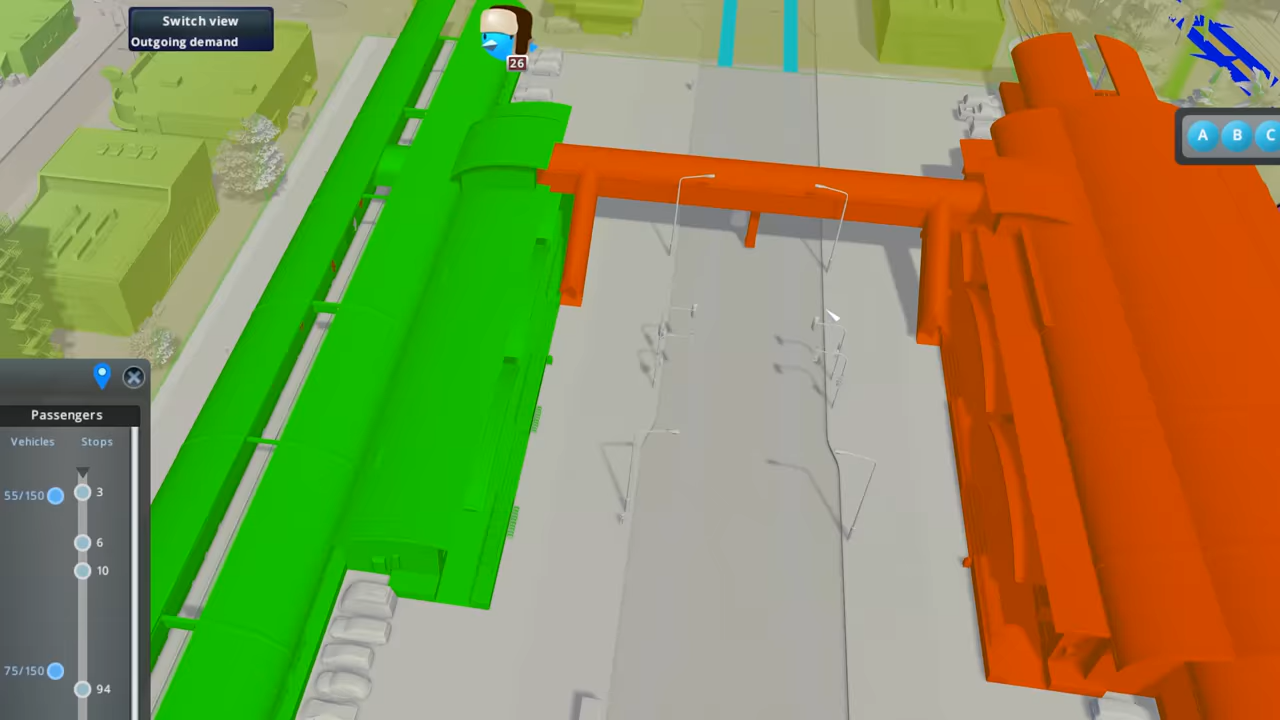 Switch view
Outgoing demand
26
A B C
Passengers
Vehicles Stops
55/150 3
6
10
75/150 94